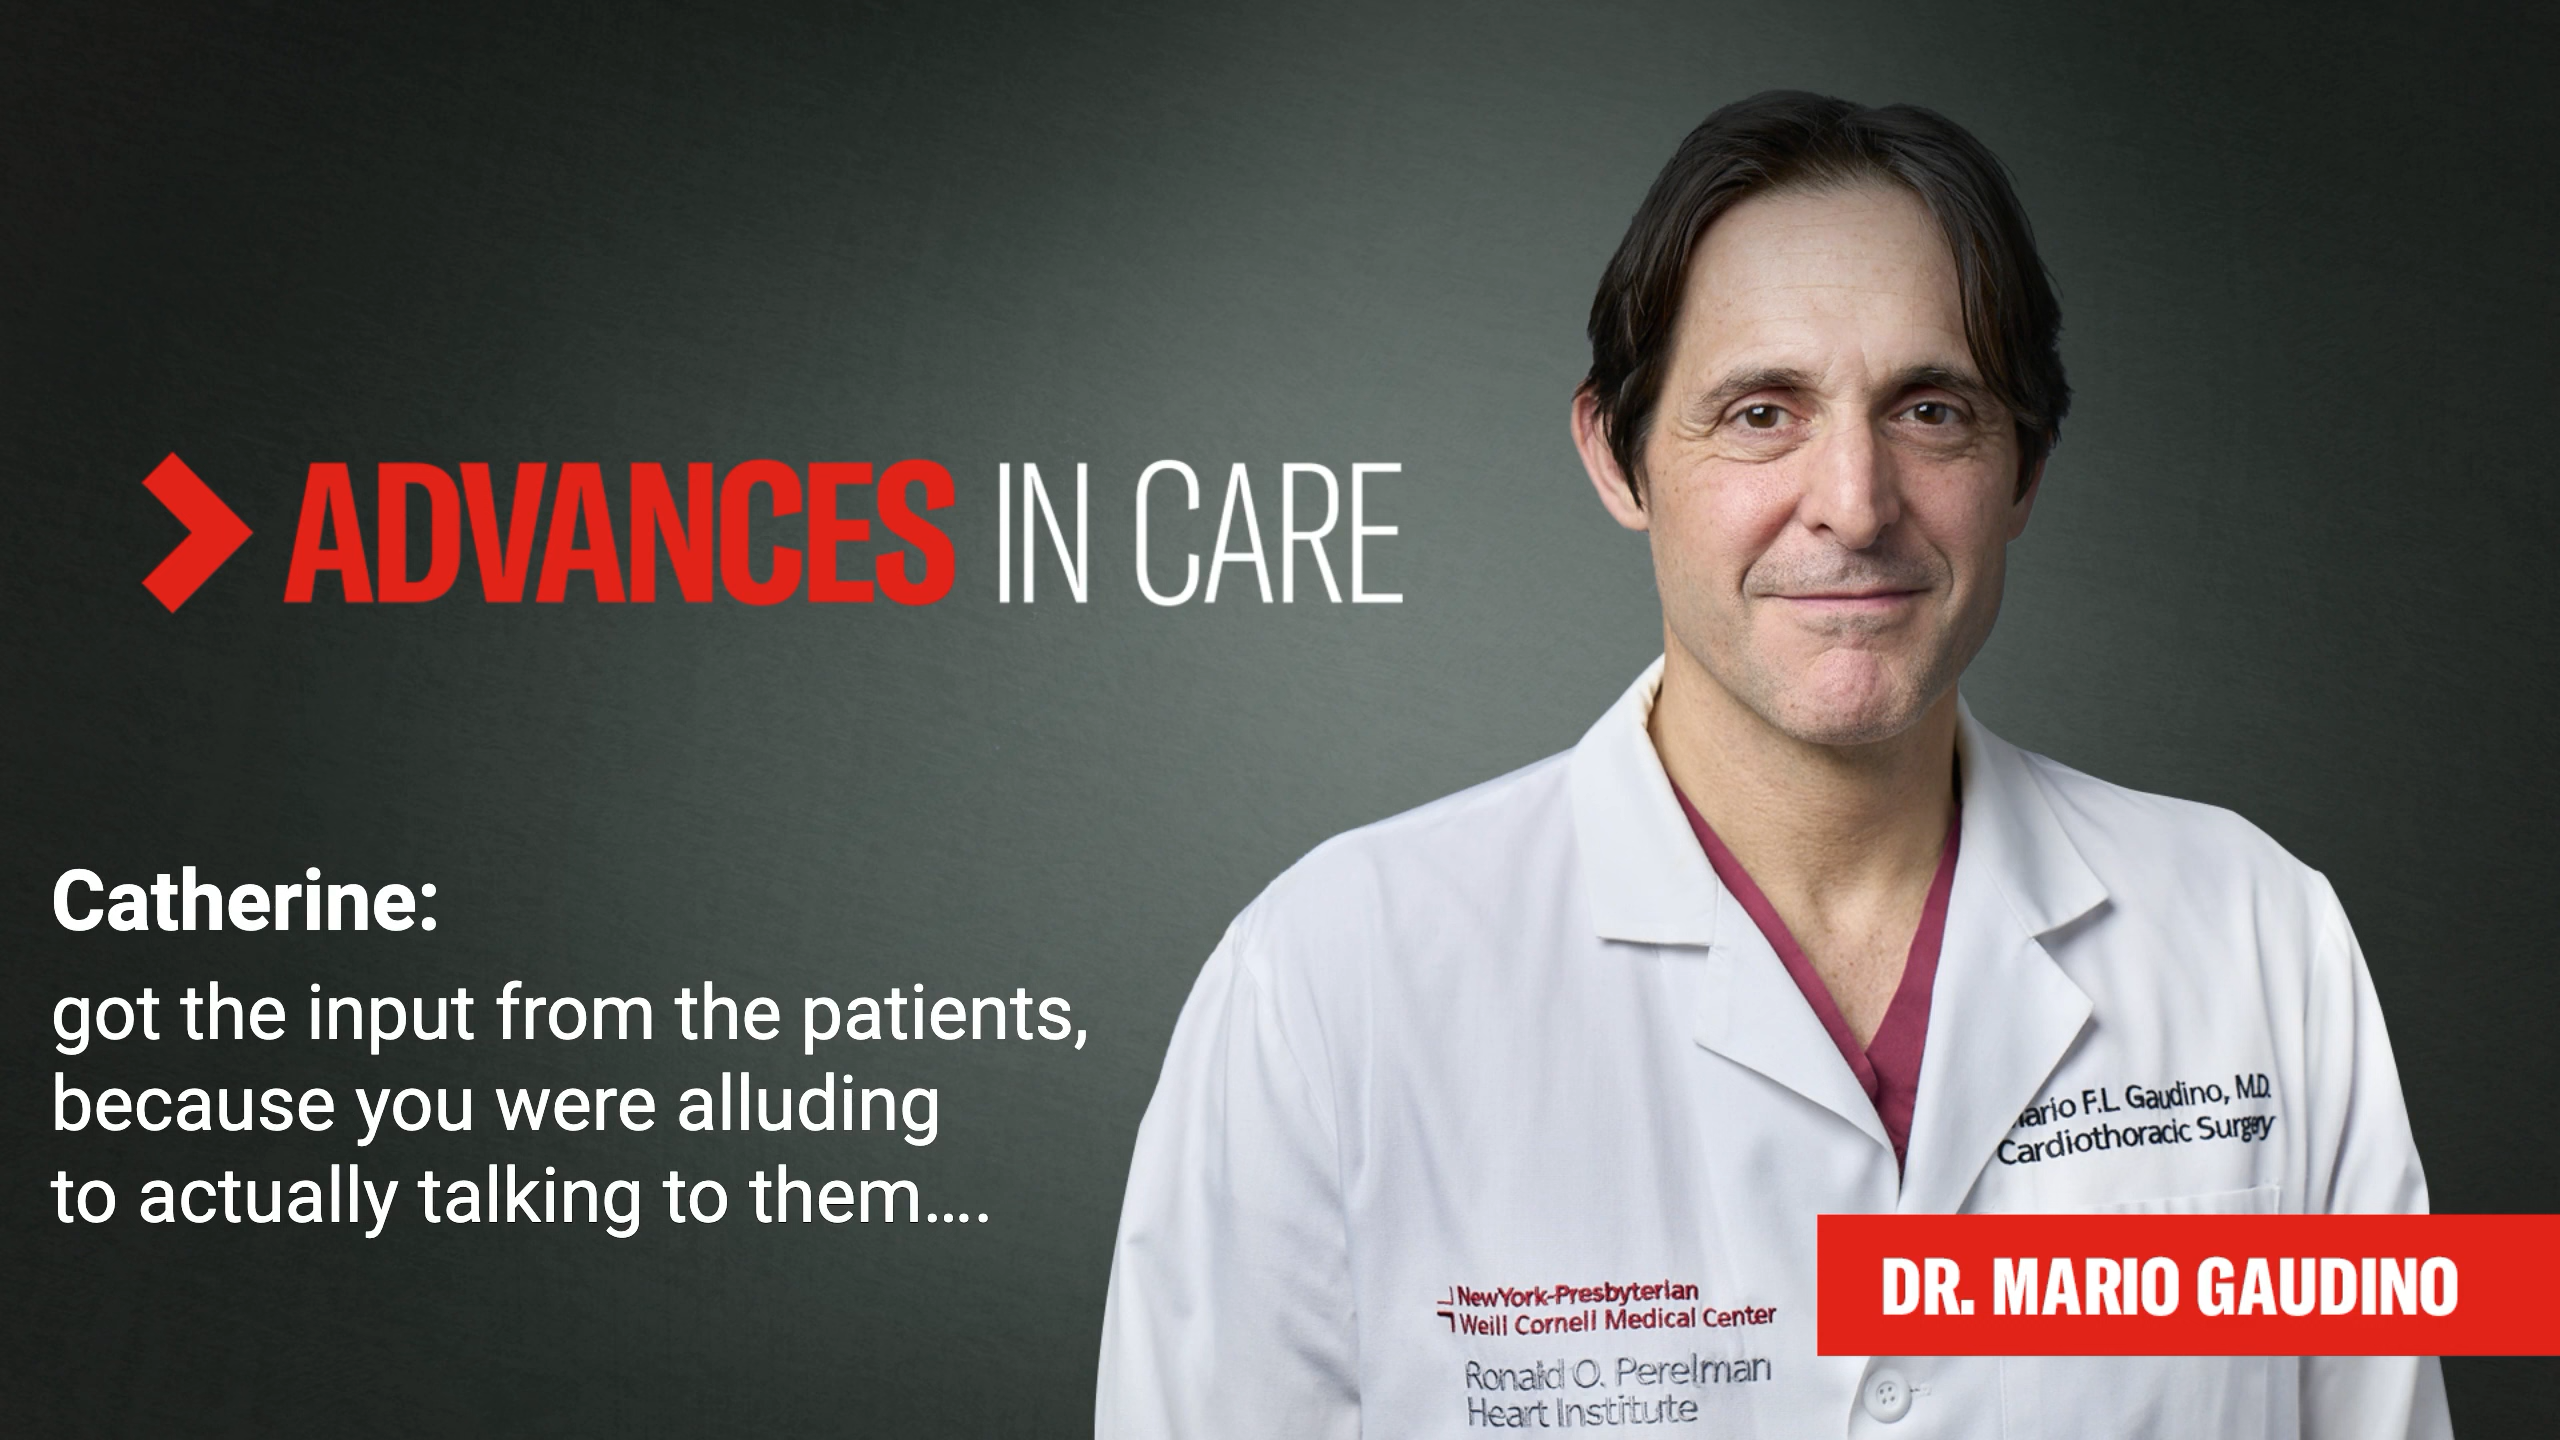 ADVANCES IN CARE
Catherine:
got the input from the patients,
because you were alluding
to actually talking to them....
ario F.L. Gaudino, M.D.
Cardiothoracic Surgery
NewYork-Presbyterian
Weill Cornell Medical Center
Ronald O. Perelman
Heart Institute
DR. MARIO GAUDINO